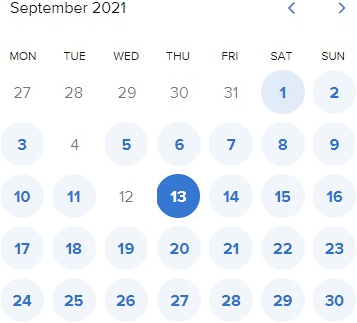 September 2021
MON TUE WED THU FRI SAT SUN
27 28 29 30 31 1 2
3 4 5 6 7 8 9
10 11 12 13 14 15 16
17 18 19 20 21 22 23
24 25 26 27 28 29 30